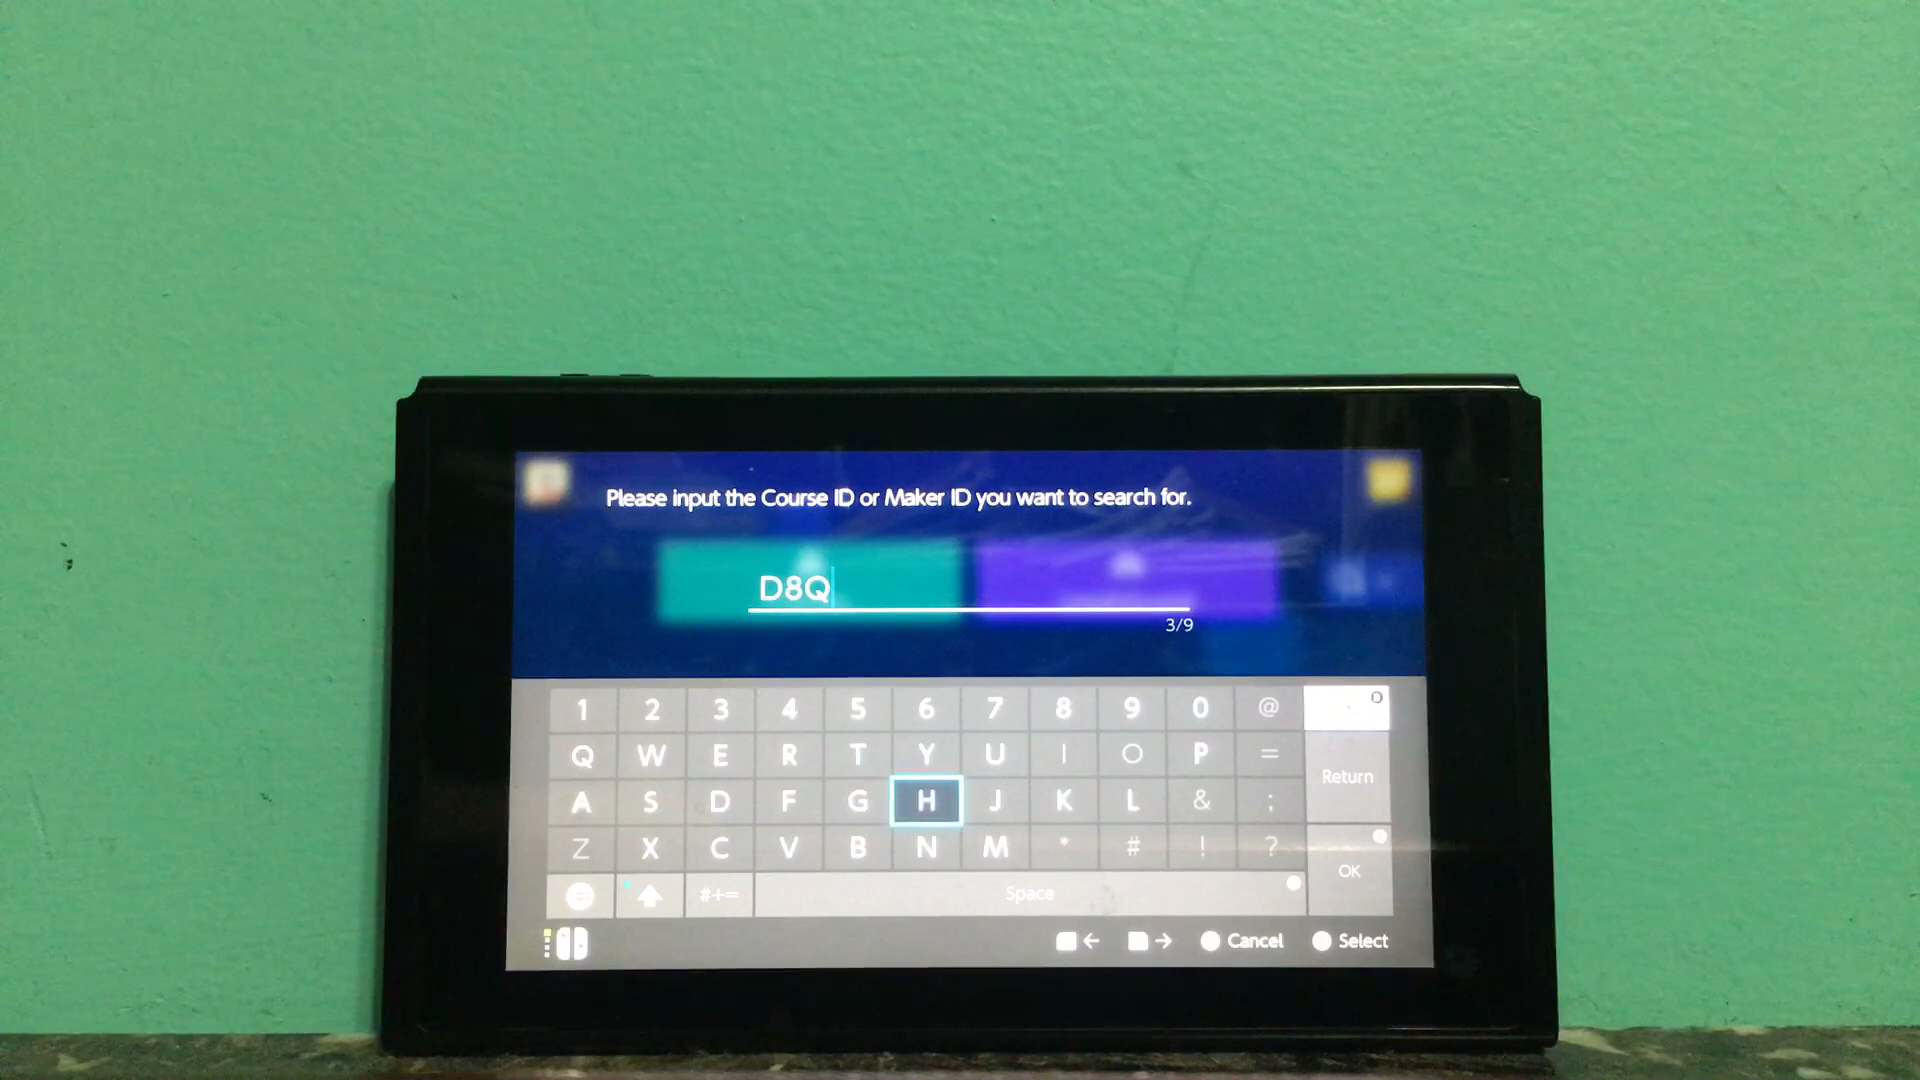 Please input the Course ID or Maker ID you want to search for.
D8Q
3/9
1 2 3 4 5 6 7 8 9 0 @
Q W E R T Y U I O P =
Return
A S D F G H J K L & ;
Z X C V B N M * # ! ?
OK
#+= Space
← → Cancel Select